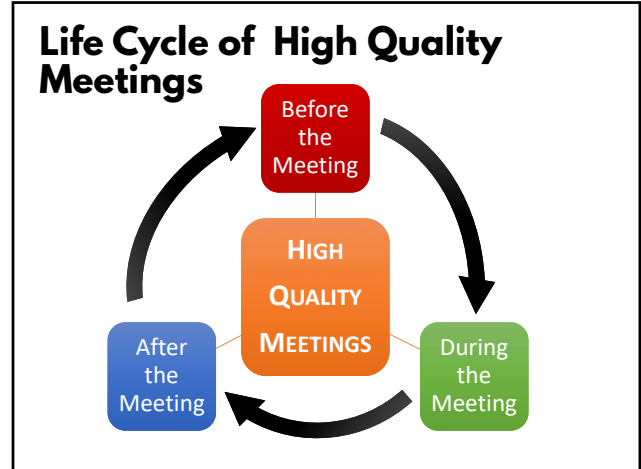 Life Cycle of High Quality
Meetings
Before
the
Meeting
HIGH
QUALITY
MEETINGS
After
the
Meeting
During
the
Meeting